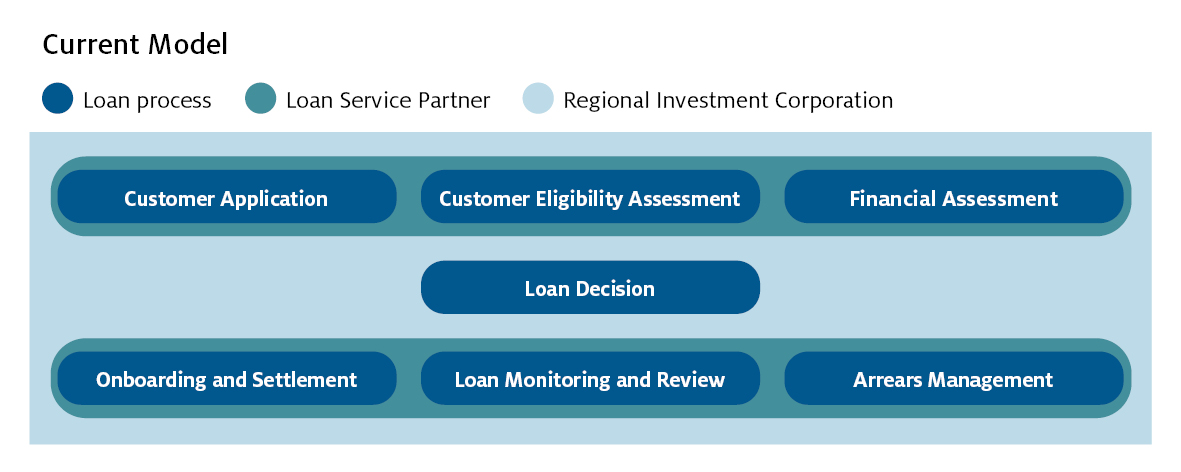 Current Model
Loan process
Loan Service Partner
Regional Investment Corporation
Customer Application
Customer Eligibility Assessment
Financial Assessment
Loan Decision
Onboarding and Settlement
Loan Monitoring and Review
Arrears Management